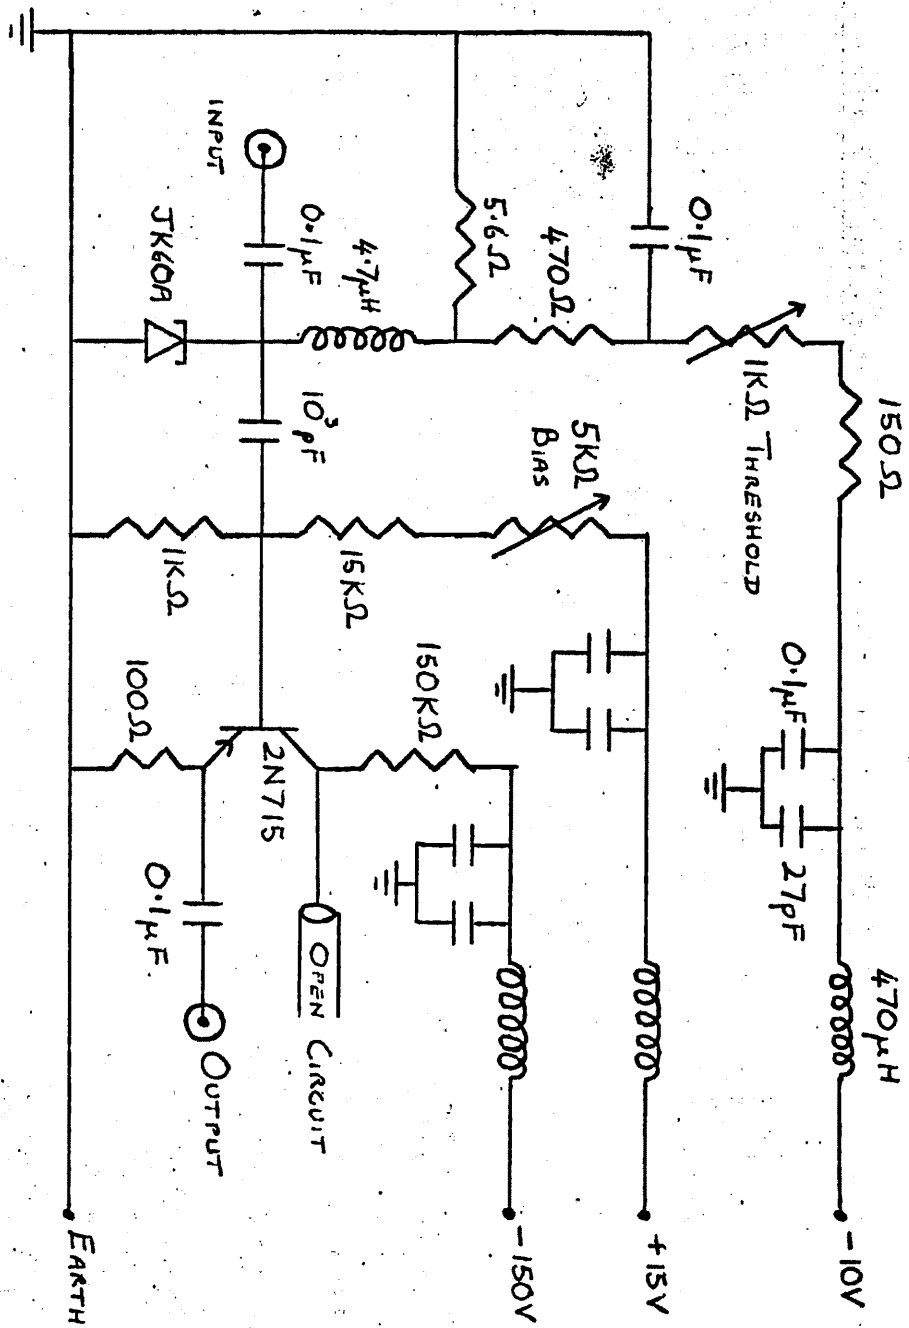 150Ω
470μH
-10V
1KΩ THRESHOLD
0.1μF
27pF
0.1μF
5KΩ
BIAS
+15V
470Ω
5.6Ω
15KΩ
150KΩ
-150V
4.7μH
INPUT
0.1μF
10³pF
2N715
OPEN CIRCUIT
JK60A
1KΩ
100Ω
0.1μF.
OUTPUT
EARTH